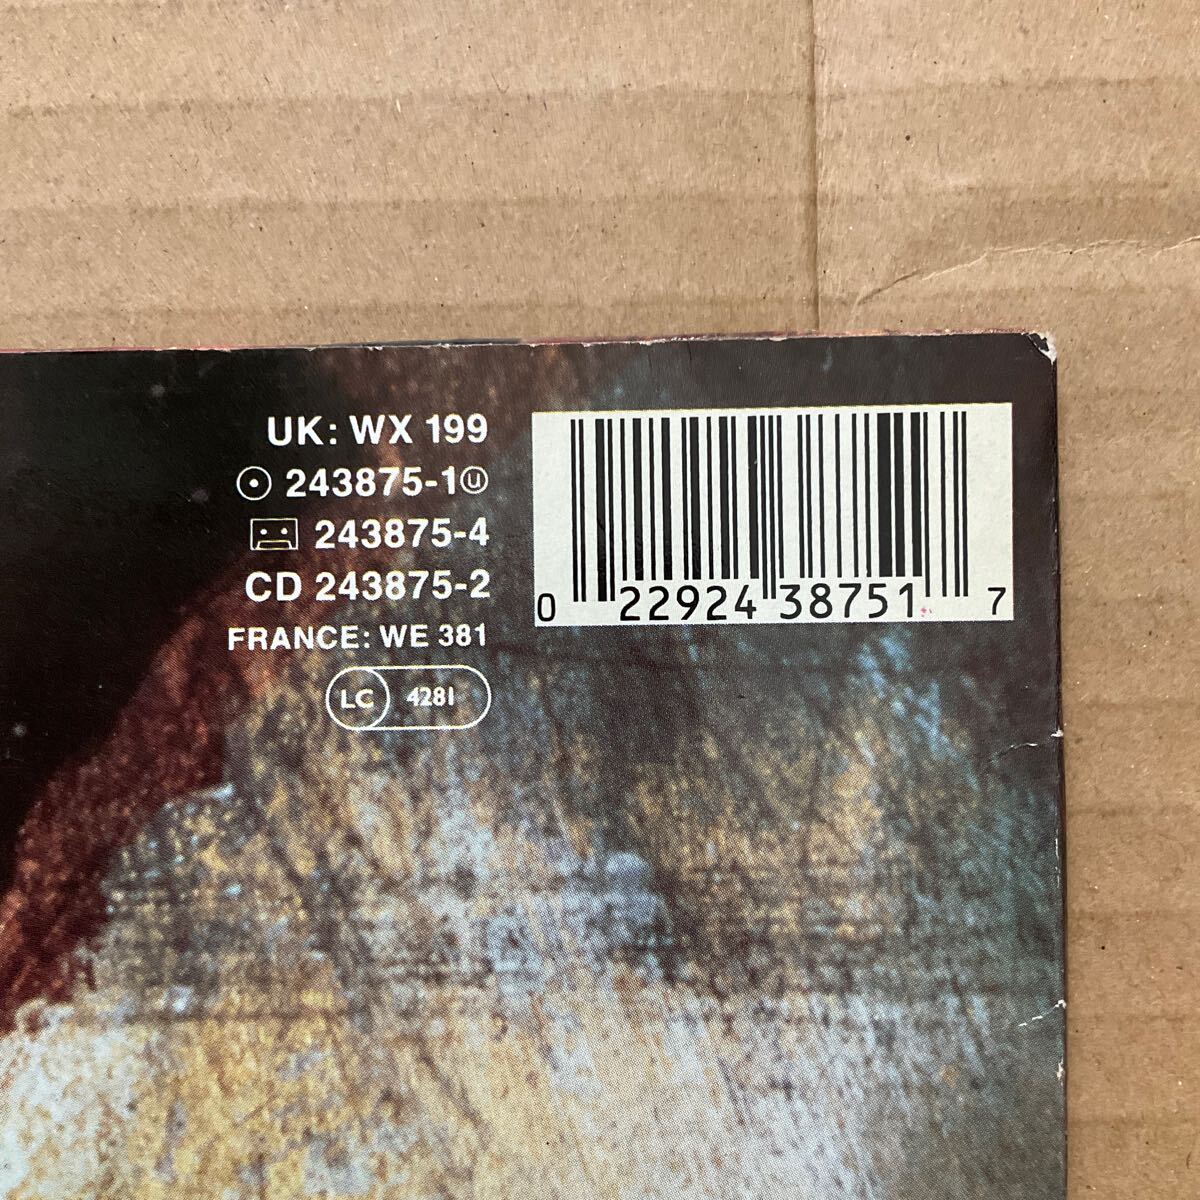 UK: WX 199
243875-1Ⓤ
243875-4
CD 243875-2
FRANCE: WE 381
LC 4281
0 22924 38751 7